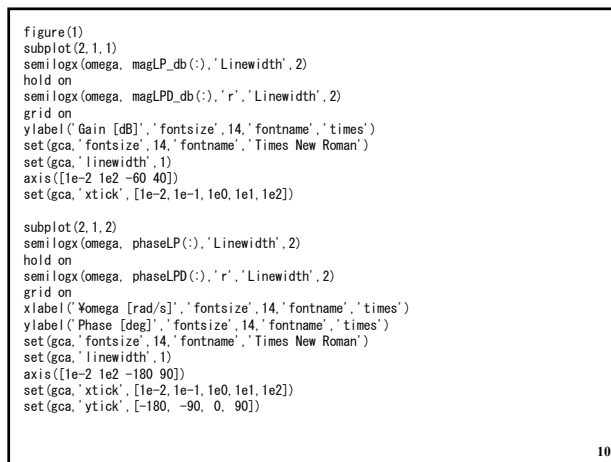 figure(1)
subplot(2,1,1)
semilogx(omega, magLP_db(:),'Linewidth',2)
hold on
semilogx(omega, magLPD_db(:),'r','Linewidth',2)
grid on
ylabel('Gain [dB]','fontsize',14,'fontname','times')
set(gca,'fontsize',14,'fontname','Times New Roman')
set(gca,'linewidth',1)
axis([1e-2 1e2 -60 40])
set(gca,'xtick',[1e-2,1e-1,1e0,1e1,1e2])
subplot(2,1,2)
semilogx(omega, phaseLP(:),'Linewidth',2)
hold on
semilogx(omega, phaseLPD(:),'r','Linewidth',2)
grid on
xlabel('¥omega [rad/s]','fontsize',14,'fontname','times')
ylabel('Phase [deg]','fontsize',14,'fontname','times')
set(gca,'fontsize',14,'fontname','Times New Roman')
set(gca,'linewidth',1)
axis([1e-2 1e2 -180 90])
set(gca,'xtick',[1e-2,1e-1,1e0,1e1,1e2])
set(gca,'ytick',[-180, -90, 0, 90])
10